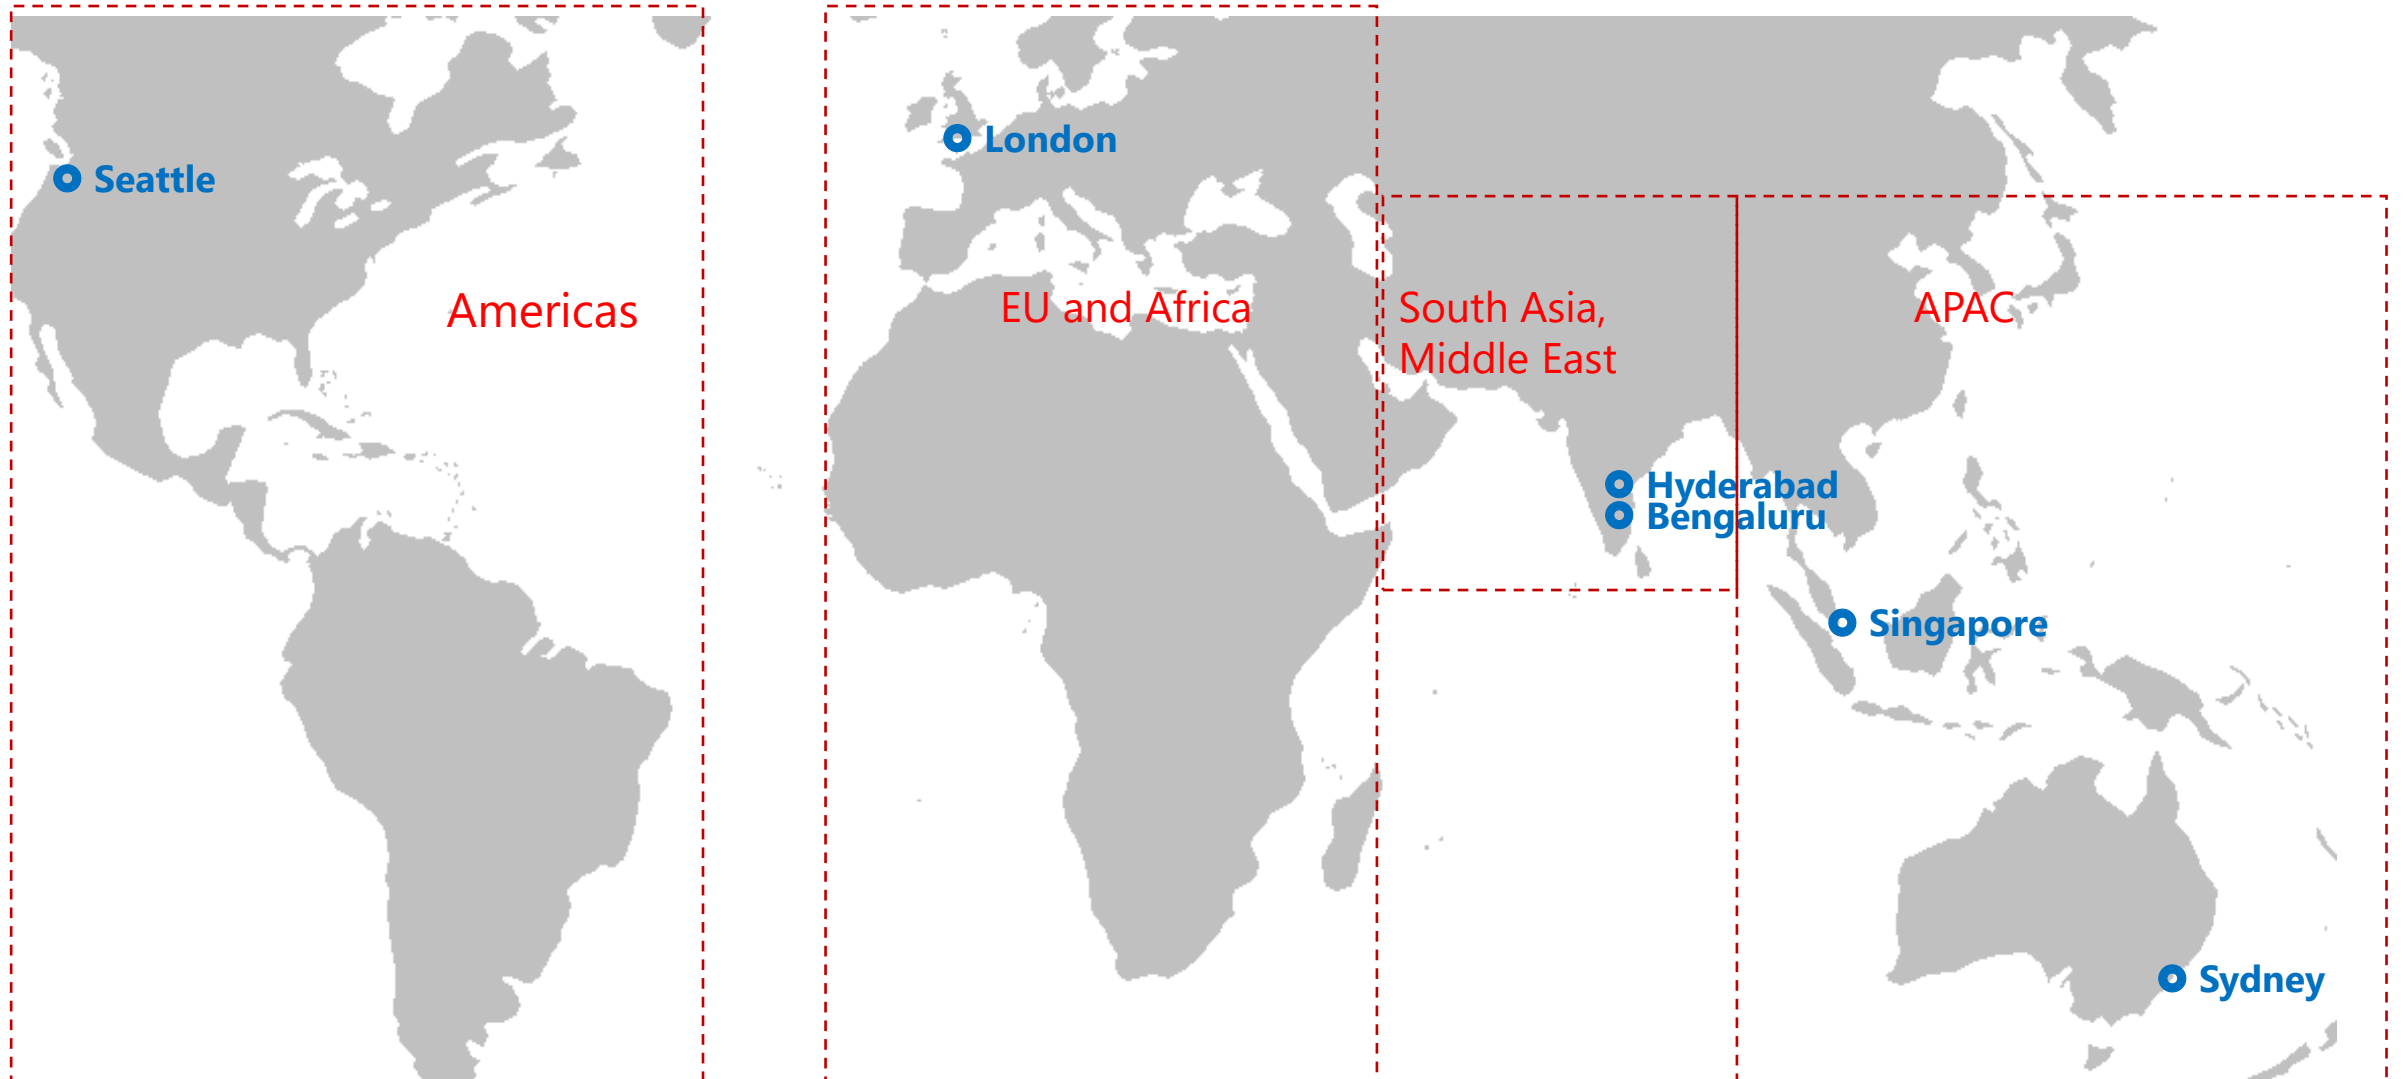 London
Seattle
Americas
EU and Africa
South Asia,
Middle East
APAC
Hyderabad
Bengaluru
Singapore
Sydney